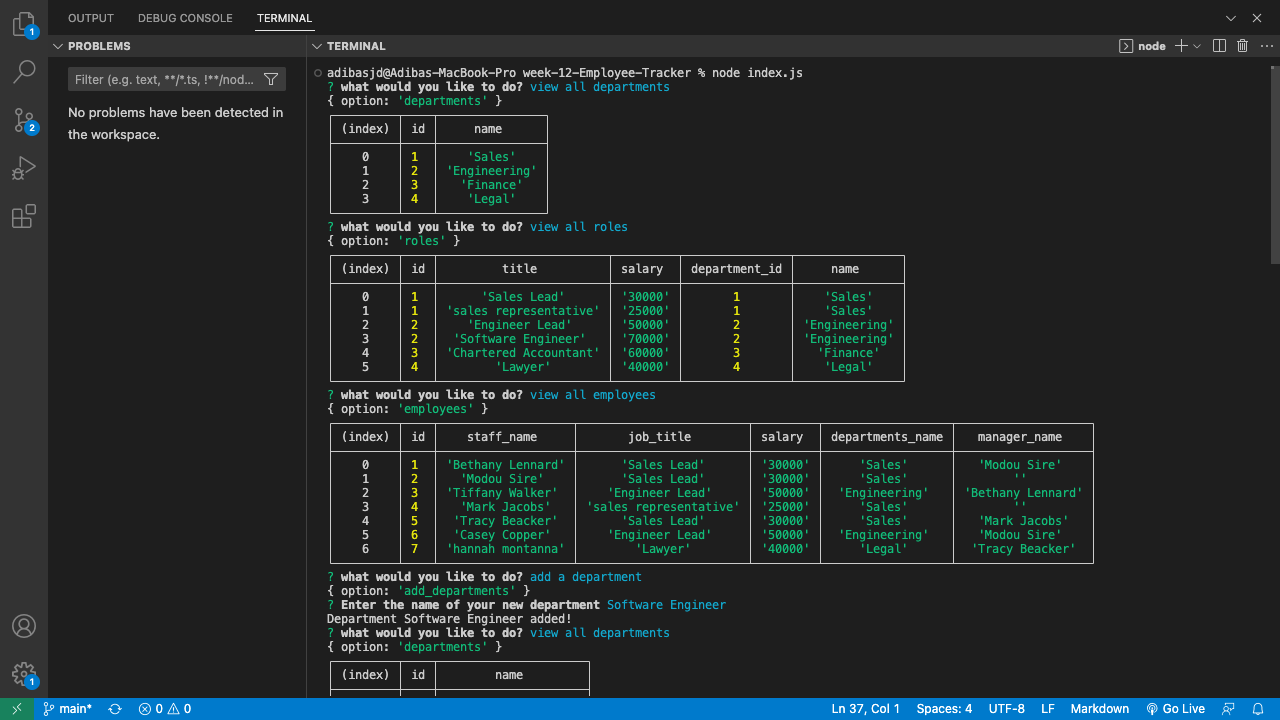 OUTPUT DEBUG CONSOLE TERMINAL
1
PROBLEMS
Filter (e.g. text, **/*.ts, !**/nod...
No problems have been detected in
the workspace.
2
1
TERMINAL
node
adibasjd@Adibas-MacBook-Pro week-12-Employee-Tracker % node index.js
? what would you like to do? view all departments
{ option: 'departments' }
(index) id name
0 1 'Sales'
1 2 'Engineering'
2 3 'Finance'
3 4 'Legal'
? what would you like to do? view all roles
{ option: 'roles' }
(index) id title salary department_id name
0 1 'Sales Lead' '30000' 1 'Sales'
1 1 'sales representative' '25000' 1 'Sales'
2 2 'Engineer Lead' '50000' 2 'Engineering'
3 2 'Software Engineer' '70000' 2 'Engineering'
4 3 'Chartered Accountant' '60000' 3 'Finance'
5 4 'Lawyer' '40000' 4 'Legal'
? what would you like to do? view all employees
{ option: 'employees' }
(index) id staff_name job_title salary departments_name manager_name
0 1 'Bethany Lennard' 'Sales Lead' '30000' 'Sales' 'Modou Sire'
1 2 'Modou Sire' 'Sales Lead' '30000' 'Sales' ''
2 3 'Tiffany Walker' 'Engineer Lead' '50000' 'Engineering' 'Bethany Lennard'
3 4 'Mark Jacobs' 'sales representative' '25000' 'Sales' ''
4 5 'Tracy Beacker' 'Sales Lead' '30000' 'Sales' 'Mark Jacobs'
5 6 'Casey Copper' 'Engineer Lead' '50000' 'Engineering' 'Modou Sire'
6 7 'hannah montanna' 'Lawyer' '40000' 'Legal' 'Tracy Beacker'
? what would you like to do? add a department
{ option: 'add_departments' }
? Enter the name of your new department Software Engineer
Department Software Engineer added!
? what would you like to do? view all departments
{ option: 'departments' }
(index) id name
main* 0 0 Ln 37, Col 1 Spaces: 4 UTF-8 LF Markdown Go Live